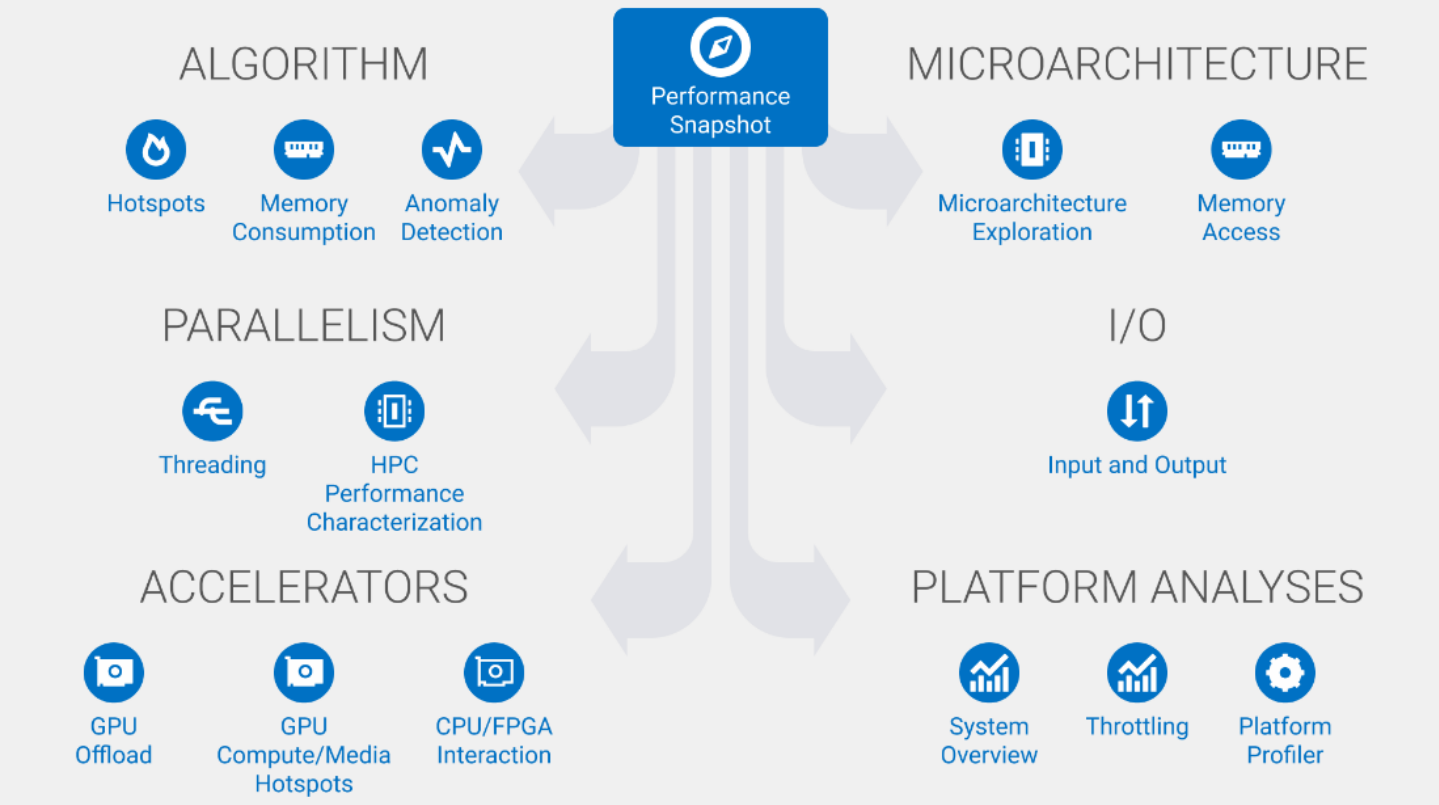 Performance
Snapshot
ALGORITHM
Hotspots
Memory
Consumption
Anomaly
Detection
MICROARCHITECTURE
Microarchitecture
Exploration
Memory
Access
PARALLELISM
Threading
HPC
Performance
Characterization
I/O
Input and Output
ACCELERATORS
GPU
Offload
GPU
Compute/Media
Hotspots
CPU/FPGA
Interaction
PLATFORM ANALYSES
System
Overview
Throttling
Platform
Profiler